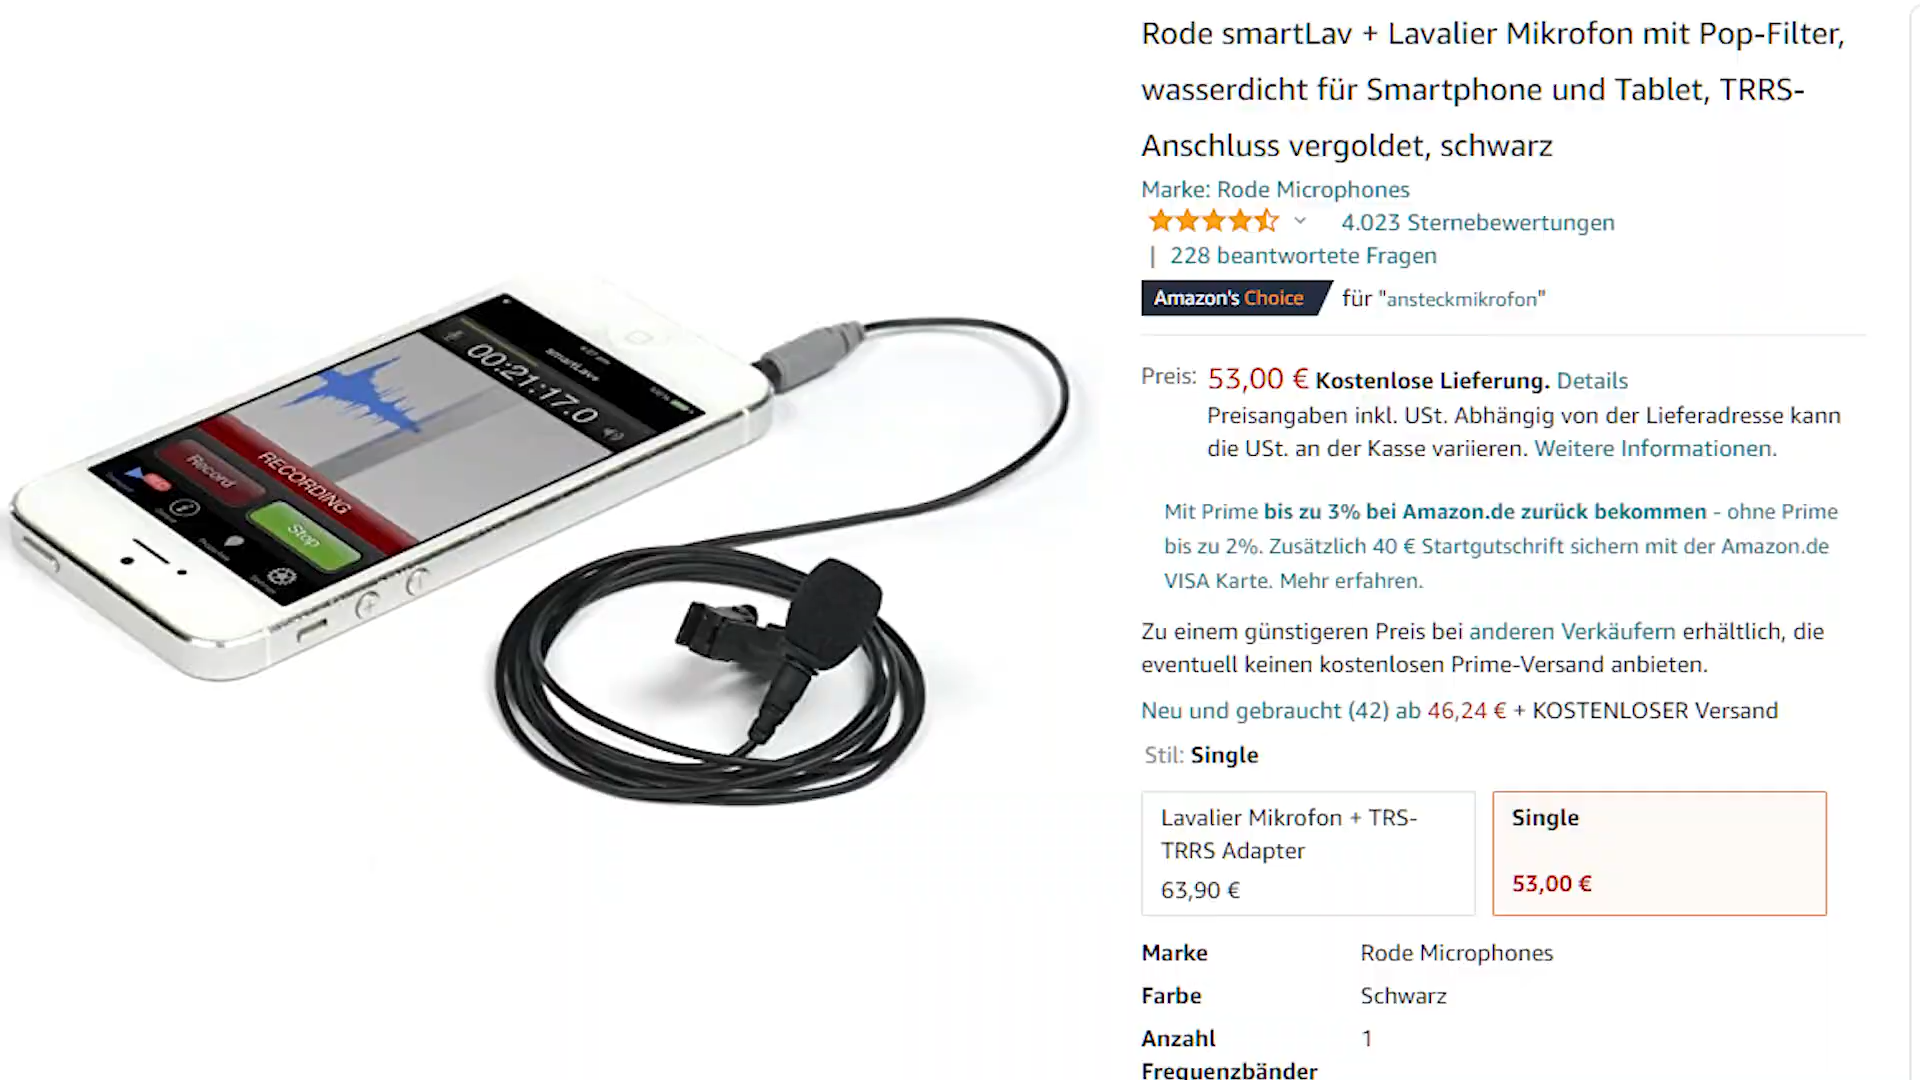 smartLav+
00:21:17.0
RECORDING
Record
Stop
Rode smartLav + Lavalier Mikrofon mit Pop-Filter,
wasserdicht für Smartphone und Tablet, TRRS-
Anschluss vergoldet, schwarz
Marke: Rode Microphones
4.023 Sternebewertungen
| 228 beantwortete Fragen
Amazon's Choice für "ansteckmikrofon"
Preis: 53,00 € Kostenlose Lieferung. Details
Preisangaben inkl. USt. Abhängig von der Lieferadresse kann
die USt. an der Kasse variieren. Weitere Informationen.
Mit Prime bis zu 3% bei Amazon.de zurück bekommen - ohne Prime
bis zu 2%. Zusätzlich 40 € Startgutschrift sichern mit der Amazon.de
VISA Karte. Mehr erfahren.
Zu einem günstigeren Preis bei anderen Verkäufern erhältlich, die
eventuell keinen kostenlosen Prime-Versand anbieten.
Neu und gebraucht (42) ab 46,24 € + KOSTENLOSER Versand
Stil: Single
Lavalier Mikrofon + TRS-
TRRS Adapter
63,90 €
Single
53,00 €
Marke Rode Microphones
Farbe Schwarz
Anzahl 1
Frequenzbänder